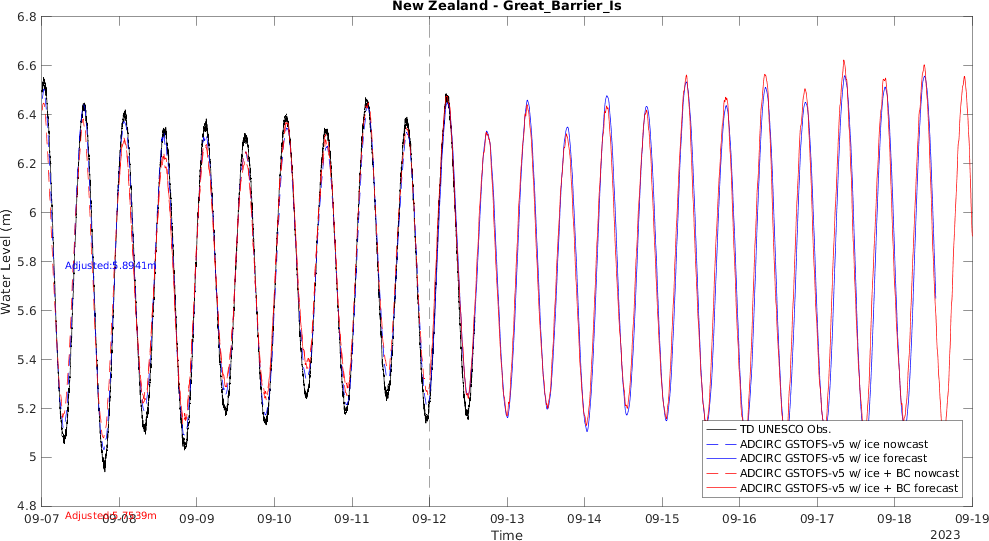 New Zealand - Great_Barrier_Is
6.8
6.6
6.4
6.2
6
5.8
5.6
5.4
5.2
5
4.8
Water Level (m)
Adjusted:5.8941m
Adjusted:5.7539m
TD UNESCO Obs.
ADCIRC GSTOFS-v5 w/ ice nowcast
ADCIRC GSTOFS-v5 w/ ice forecast
ADCIRC GSTOFS-v5 w/ ice + BC nowcast
ADCIRC GSTOFS-v5 w/ ice + BC forecast
09-07 09-08 09-09 09-10 09-11 09-12 09-13 09-14 09-15 09-16 09-17 09-18 09-19
Time
2023